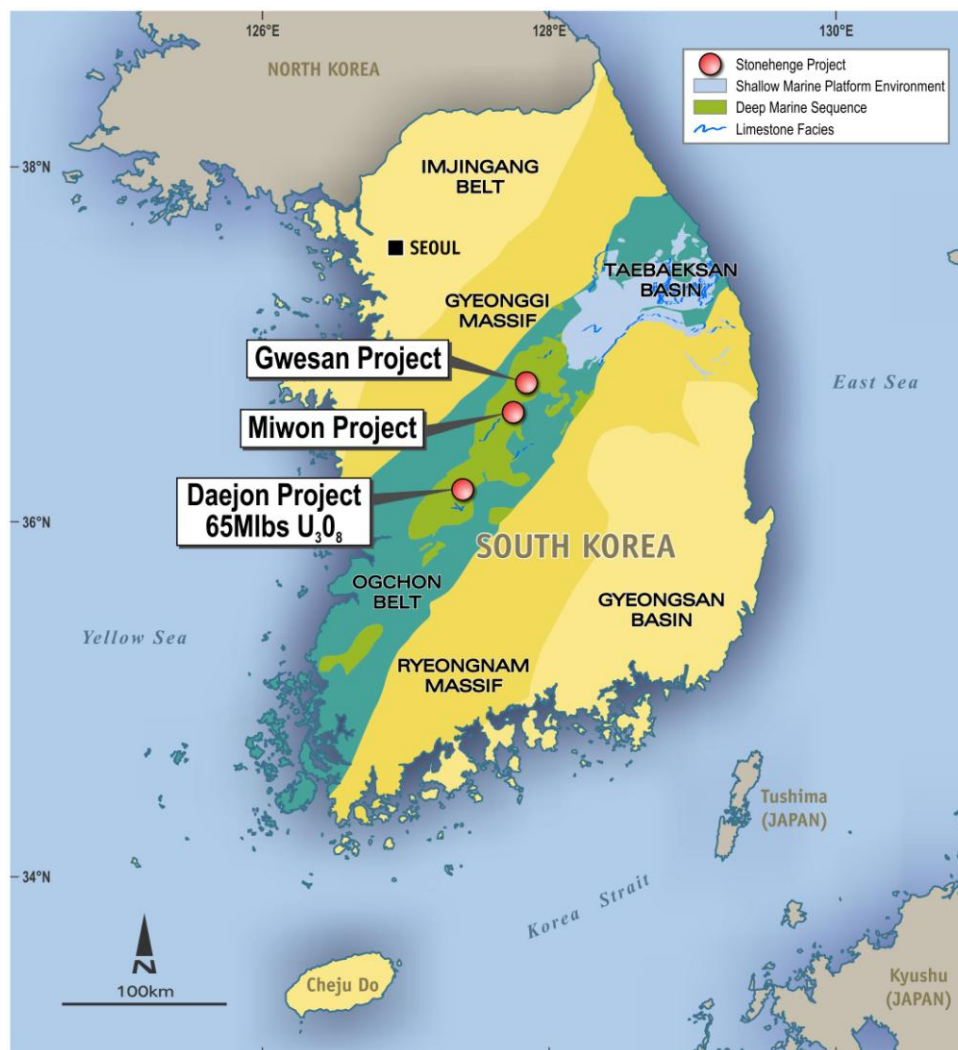 126°E
128°E
130°E
NORTH KOREA
Stonehenge Project
Shallow Marine Platform Environment
Deep Marine Sequence
Limestone Facies
38°N
IMJINGANG
BELT
SEOUL
TAEBAEKSAN
BASIN
GYEONGGI
MASSIF
Gwesan Project
East Sea
Miwon Project
Daejon Project
65Mlbs U₃0₈
36°N
SOUTH KOREA
OGCHON
BELT
GYEONGSAN
BASIN
Yellow Sea
RYEONGNAM
MASSIF
Tushima
(JAPAN)
34°N
Korea Strait
N
100km
Cheju Do
Kyushu
(JAPAN)